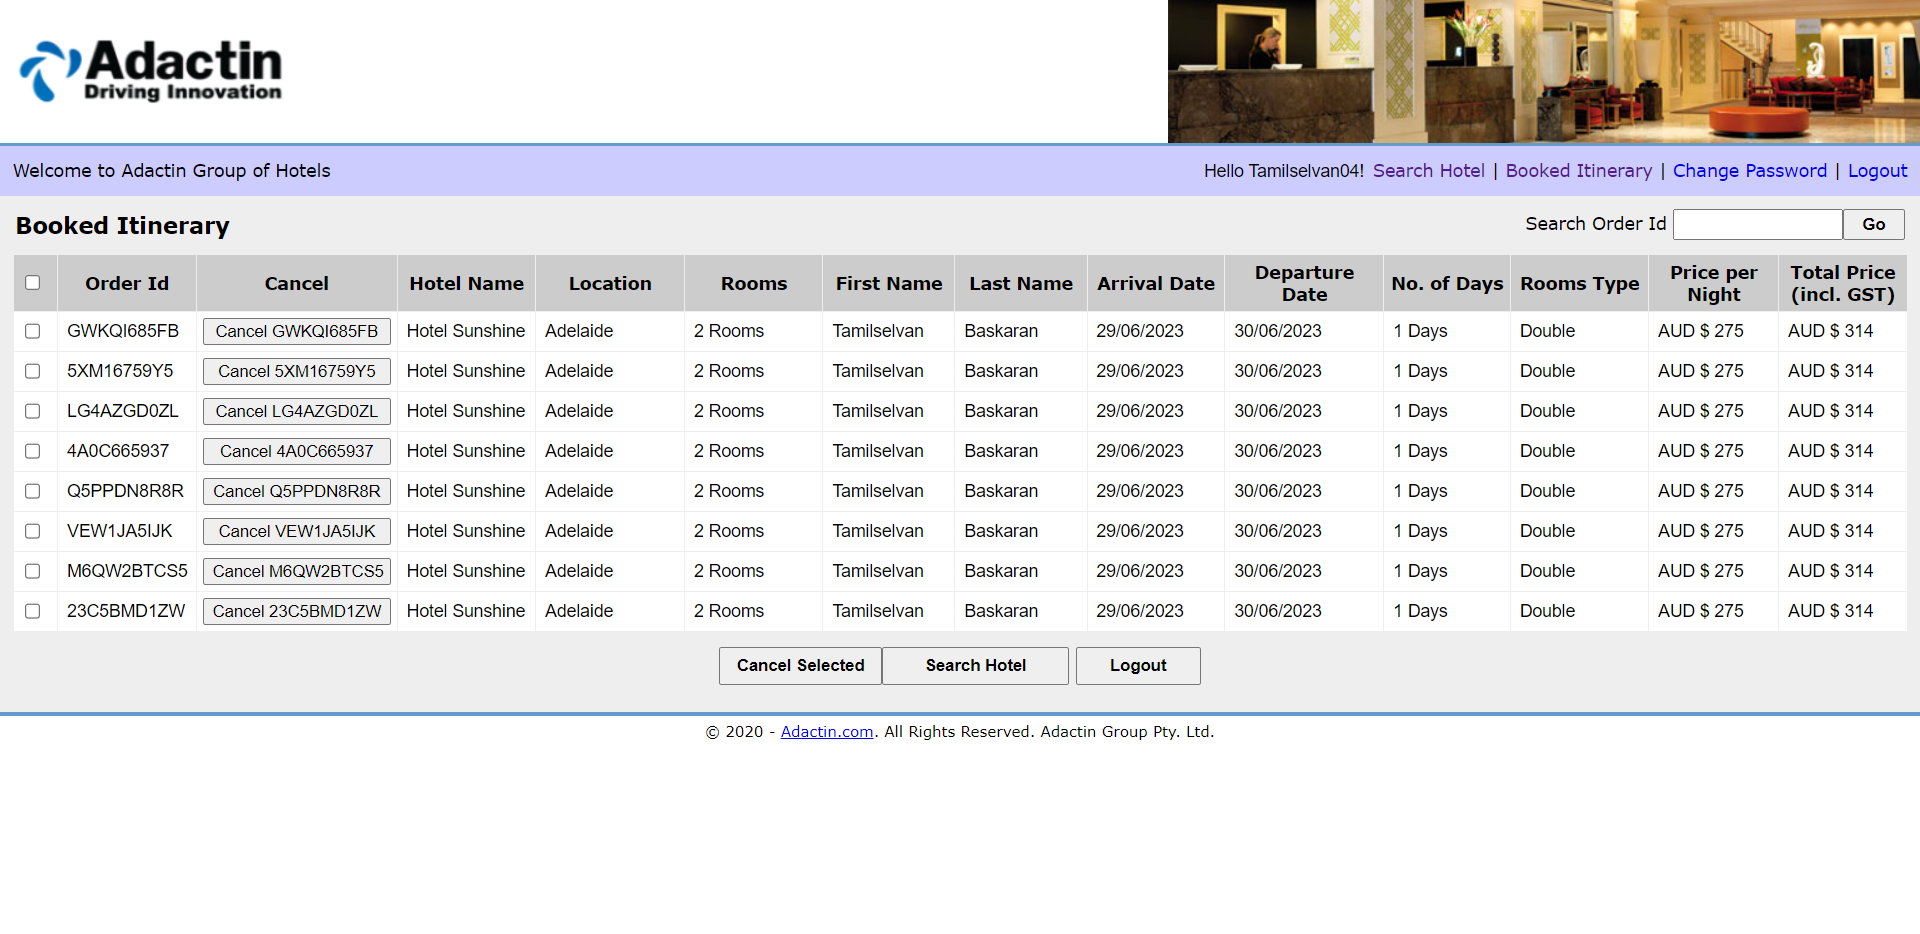 Adactin
Driving Innovation
Welcome to Adactin Group of Hotels
Hello Tamilselvan04! Search Hotel | Booked Itinerary | Change Password | Logout
Booked Itinerary
Search Order Id Go
Order Id Cancel Hotel Name Location Rooms First Name Last Name Arrival Date Departure Date No. of Days Rooms Type Price per Night Total Price (incl. GST)
GWKQI685FB Cancel GWKQI685FB Hotel Sunshine Adelaide 2 Rooms Tamilselvan Baskaran 29/06/2023 30/06/2023 1 Days Double AUD $ 275 AUD $ 314
5XM16759Y5 Cancel 5XM16759Y5 Hotel Sunshine Adelaide 2 Rooms Tamilselvan Baskaran 29/06/2023 30/06/2023 1 Days Double AUD $ 275 AUD $ 314
LG4AZGD0ZL Cancel LG4AZGD0ZL Hotel Sunshine Adelaide 2 Rooms Tamilselvan Baskaran 29/06/2023 30/06/2023 1 Days Double AUD $ 275 AUD $ 314
4A0C665937 Cancel 4A0C665937 Hotel Sunshine Adelaide 2 Rooms Tamilselvan Baskaran 29/06/2023 30/06/2023 1 Days Double AUD $ 275 AUD $ 314
Q5PPDN8R8R Cancel Q5PPDN8R8R Hotel Sunshine Adelaide 2 Rooms Tamilselvan Baskaran 29/06/2023 30/06/2023 1 Days Double AUD $ 275 AUD $ 314
VEW1JA5IJK Cancel VEW1JA5IJK Hotel Sunshine Adelaide 2 Rooms Tamilselvan Baskaran 29/06/2023 30/06/2023 1 Days Double AUD $ 275 AUD $ 314
M6QW2BTCS5 Cancel M6QW2BTCS5 Hotel Sunshine Adelaide 2 Rooms Tamilselvan Baskaran 29/06/2023 30/06/2023 1 Days Double AUD $ 275 AUD $ 314
23C5BMD1ZW Cancel 23C5BMD1ZW Hotel Sunshine Adelaide 2 Rooms Tamilselvan Baskaran 29/06/2023 30/06/2023 1 Days Double AUD $ 275 AUD $ 314
Cancel Selected Search Hotel Logout
© 2020 - Adactin.com. All Rights Reserved. Adactin Group Pty. Ltd.